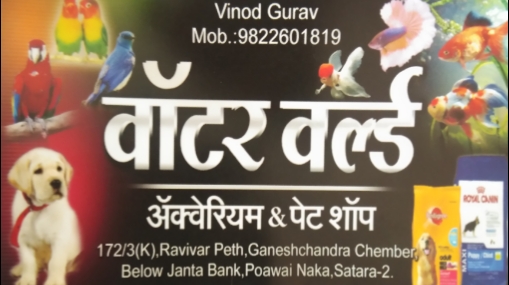 Vinod Gurav
Mob.:9822601819
वॉटर वर्ल्ड
ॲक्वेरियम & पेट शॉप
172/3(K),Ravivar Peth,Ganeshchandra Chember,
Below Janta Bank,Poawai Naka,Satara-2.
Pedigree
ROYAL CANIN
MAXI